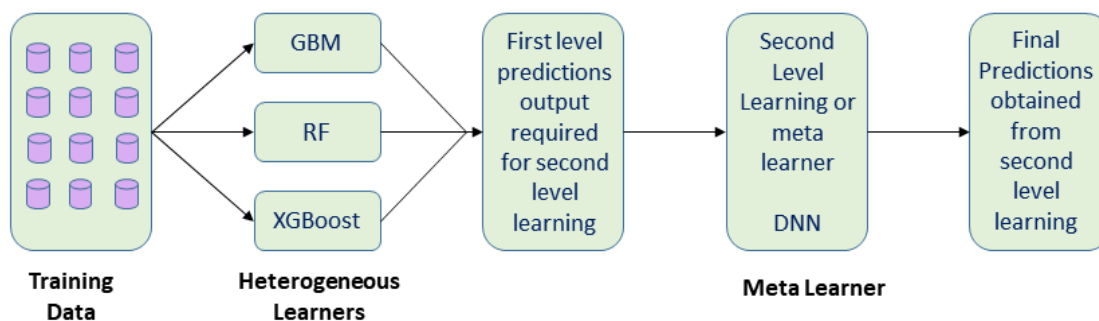 GBM
RF
XGBoost
First level
predictions
output
required
for second
level
learning
Second
Level
Learning or
meta
learner
DNN
Final
Predictions
obtained
from
second
level
learning
Training
Data
Heterogeneous
Learners
Meta Learner